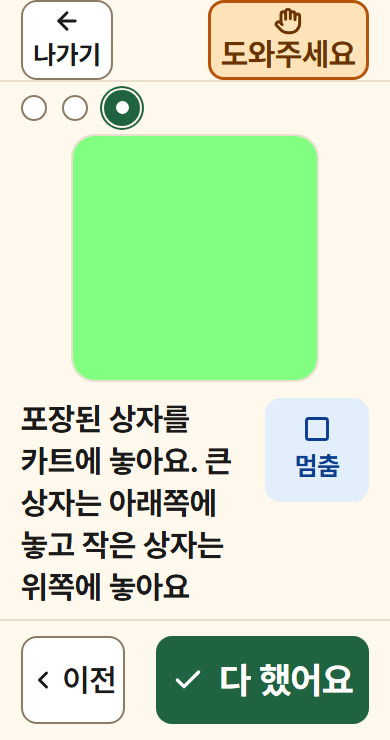 나가기
도와주세요
포장된 상자를
카트에 놓아요. 큰
상자는 아래쪽에
놓고 작은 상자는
위쪽에 놓아요
멈춤
이전
다 했어요